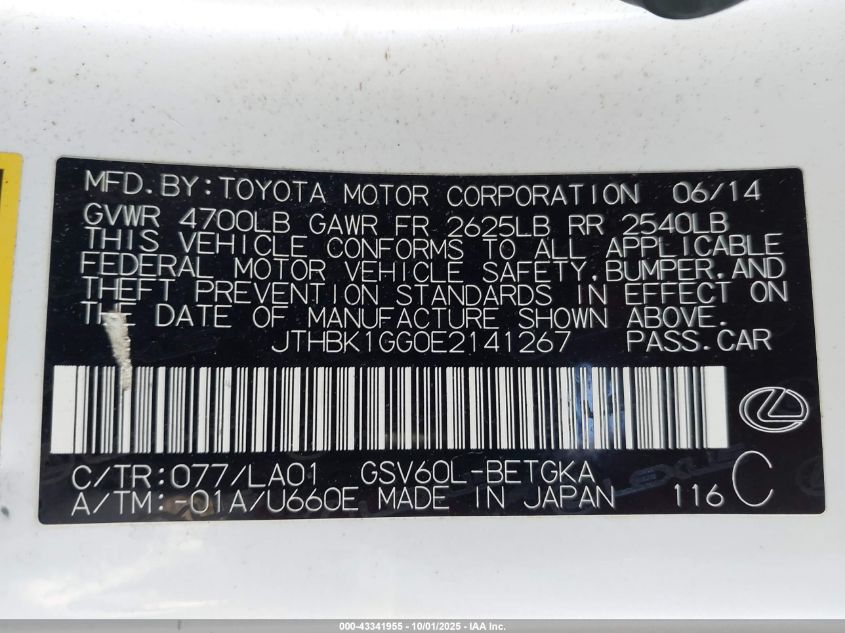 MFD.BY:TOYOTA MOTOR CORPORATION 06/14
GVWR 4700LB GAWR FR 2625LB RR 2540LB
THIS VEHICLE CONFORMS TO ALL APPLICABLE
FEDERAL MOTOR VEHICLE SAFETY,BUMPER,AND
THEFT PREVENTION STANDARDS IN EFFECT ON
THE DATE OF MANUFACTURE SHOWN ABOVE.
JTHBK1GG0E2141267 PASS.CAR
C/TR:077/LA01 GSV60L-BETGKA
A/TM:-01A/U660E MADE IN JAPAN 116 C
000-43341955 - 10/01/2025 - IAA Inc.